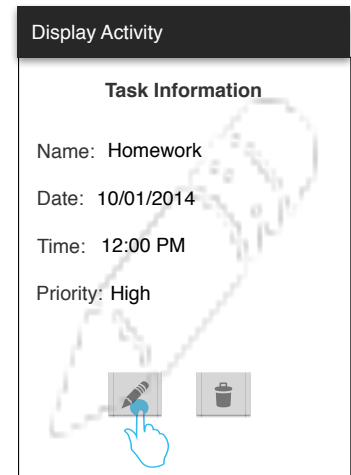 Display Activity
Task Information
Name: Homework
Date: 10/01/2014
Time: 12:00 PM
Priority: High